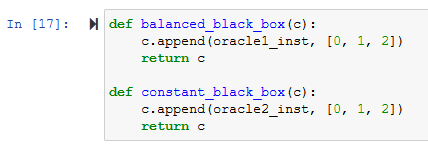 In [17]:
def balanced_black_box(c):
    c.append(oracle1_inst, [0, 1, 2])
    return c

def constant_black_box(c):
    c.append(oracle2_inst, [0, 1, 2])
    return c